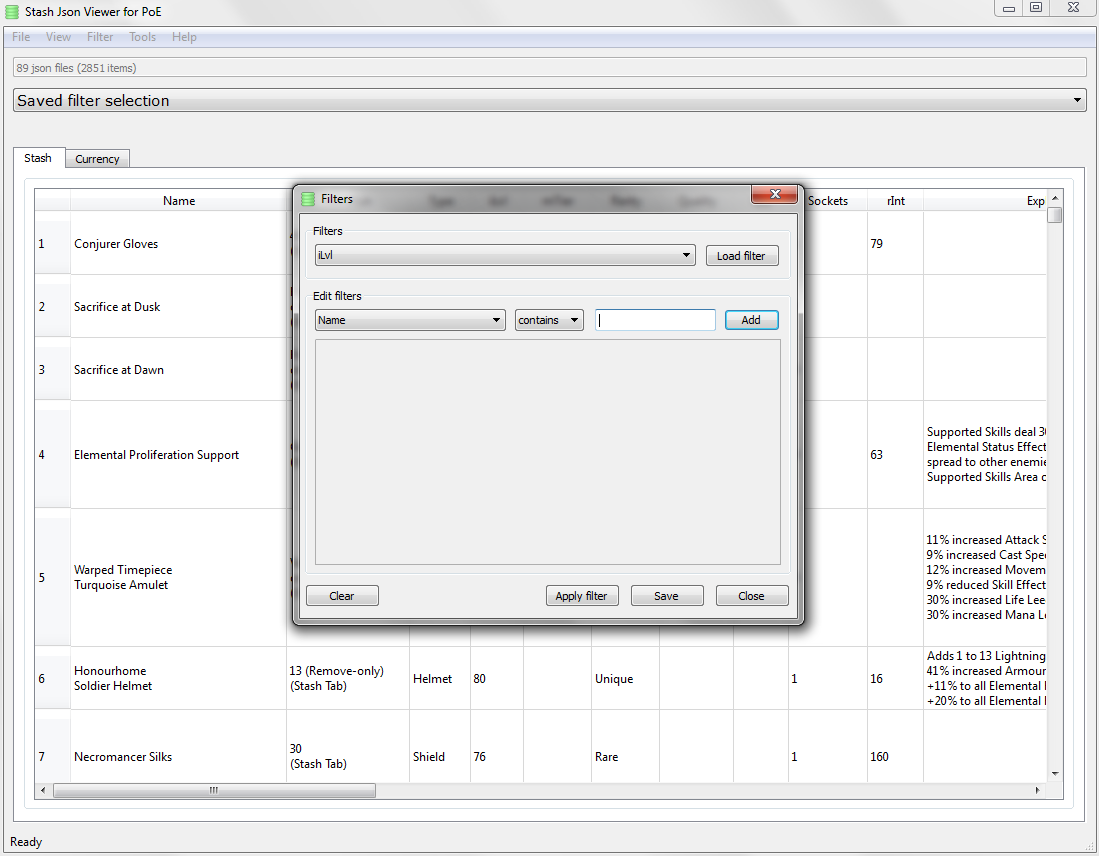 Stash Json Viewer for PoE
File View Filter Tools Help
89 json files (2851 items)
Saved filter selection
Stash Currency
Name Sockets rInt Exp
1 Conjurer Gloves 79
2 Sacrifice at Dusk
3 Sacrifice at Dawn
4 Elemental Proliferation Support 63
Supported Skills deal 30
Elemental Status Effect
spread to other enemie
Supported Skills Area o
5 Warped Timepiece
Turquoise Amulet
11% increased Attack S
9% increased Cast Spee
12% increased Movem
9% reduced Skill Effect
30% increased Life Lee
30% increased Mana Le
6 Honourhome
Soldier Helmet
13 (Remove-only)
(Stash Tab)
Helmet 80 Unique 1 16
Adds 1 to 13 Lightning
41% increased Armour
+11% to all Elemental
+20% to all Elemental
7 Necromancer Silks
30
(Stash Tab)
Shield 76 Rare 1 160
Ready
Filters
Filters
iLvl Load filter
Edit filters
Name contains Add
Clear Apply filter Save Close